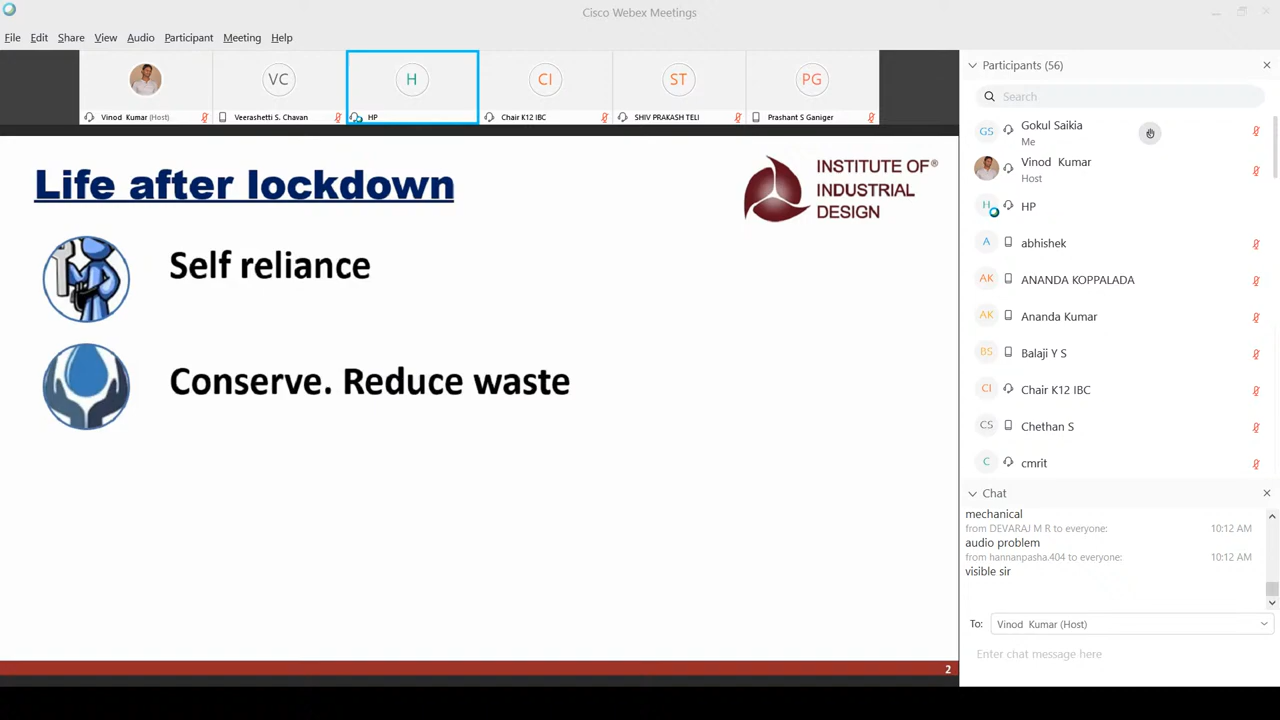 Cisco Webex Meetings
File Edit Share View Audio Participant Meeting Help
VC
H
CI
ST
PG
Vinod Kumar (Host)
Veerashetti S. Chavan
HP
Chair K12 IBC
SHIV PRAKASH TELI
Prashant S Ganiger
Life after lockdown
INSTITUTE OF®
INDUSTRIAL
DESIGN
Self reliance
Conserve. Reduce waste
2
Participants (56)
Search
GS Gokul Saikia
Me
Vinod Kumar
Host
H HP
A abhishek
AK ANANDA KOPPALADA
AK Ananda Kumar
BS Balaji Y S
CI Chair K12 IBC
CS Chethan S
C cmrit
Chat
mechanical
from DEVARAJ M R to everyone: 10:12 AM
audio problem
from hannanpasha.404 to everyone: 10:12 AM
visible sir
To: Vinod Kumar (Host)
Enter chat message here